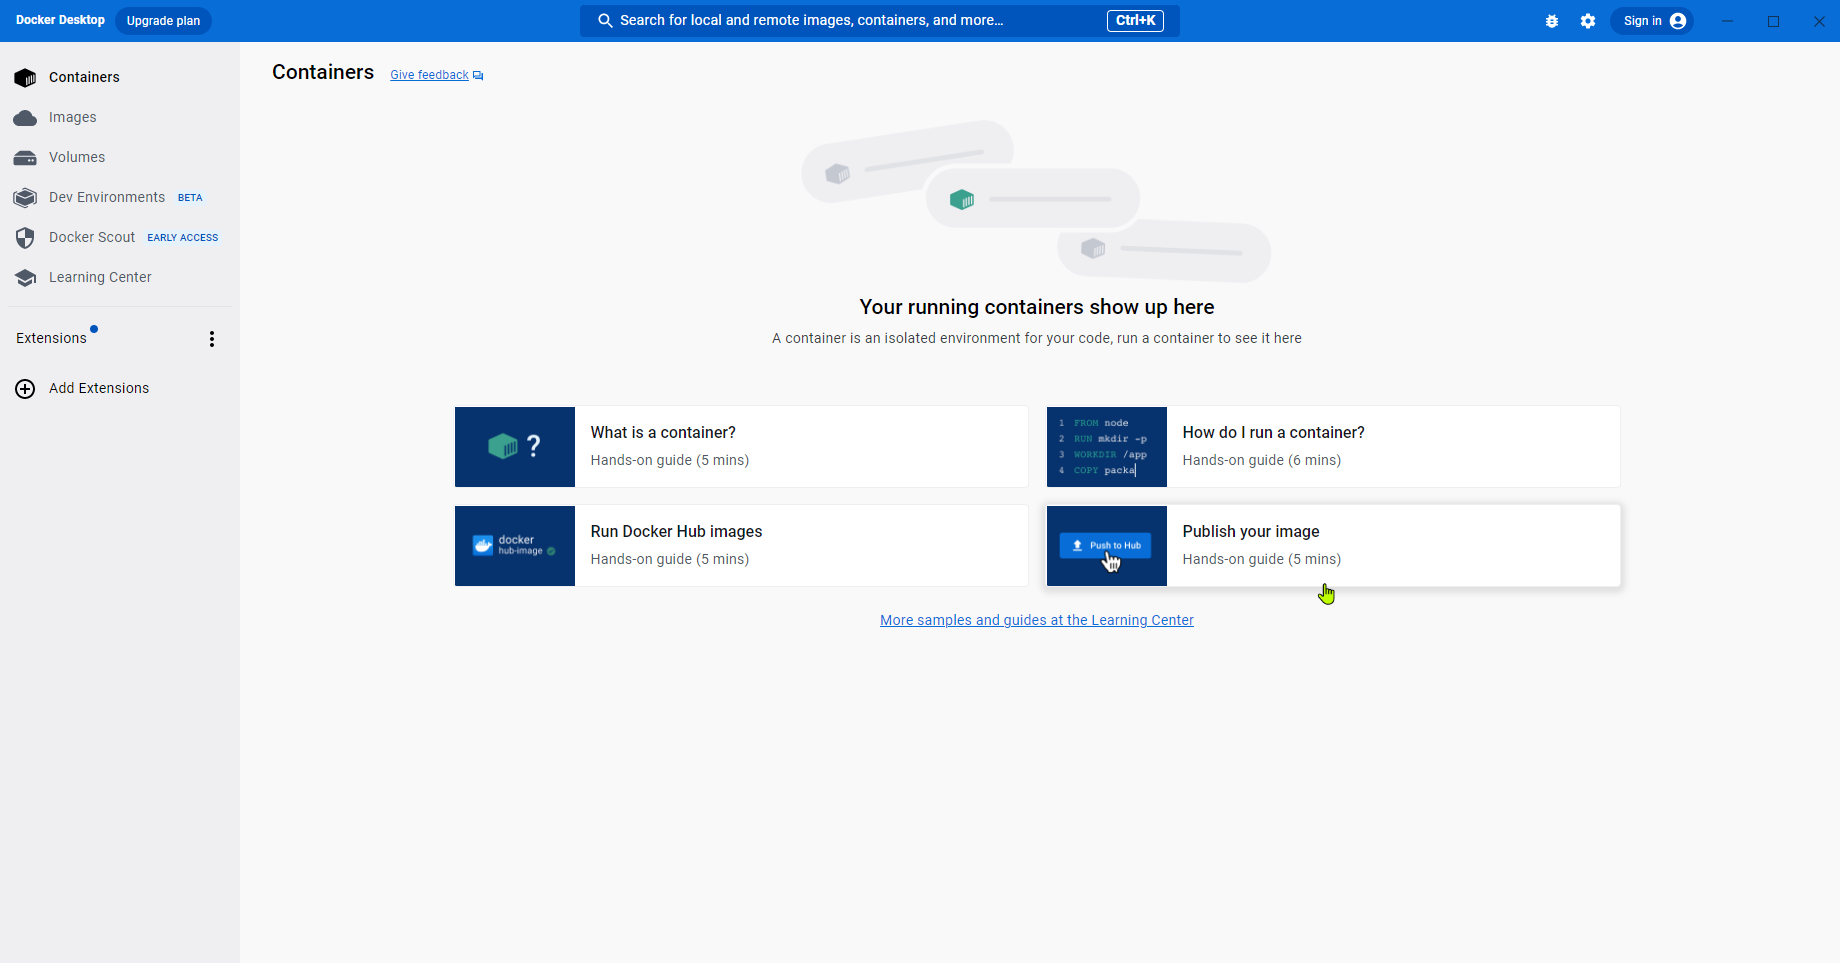 Docker Desktop
Upgrade plan
Search for local and remote images, containers, and more...
Ctrl+K
Sign in
Containers
Images
Volumes
Dev Environments BETA
Docker Scout EARLY ACCESS
Learning Center
Extensions
Add Extensions
Containers
Give feedback
Your running containers show up here
A container is an isolated environment for your code, run a container to see it here
?
What is a container?
Hands-on guide (5 mins)
1 FROM node
2 RUN mkdir -p
3 WORKDIR /app
4 COPY packa
How do I run a container?
Hands-on guide (6 mins)
docker
hub-image
Run Docker Hub images
Hands-on guide (5 mins)
Push to Hub
Publish your image
Hands-on guide (5 mins)
More samples and guides at the Learning Center